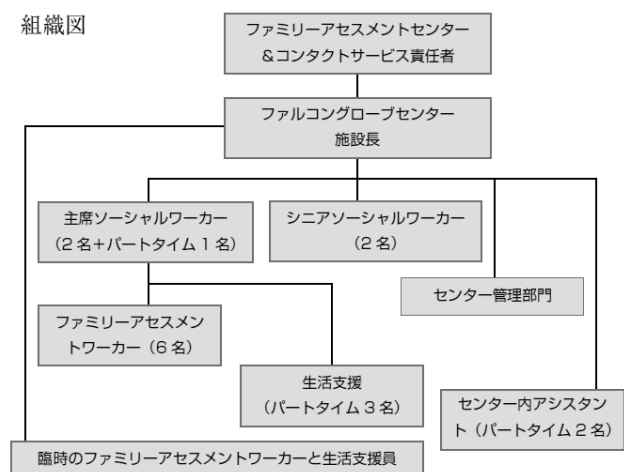 組織図
ファミリーアセスメントセンター
&コンタクトサービス責任者
ファルコングローブセンター
施設長
主席ソーシャルワーカー
（2名＋パートタイム1名）
シニアソーシャルワーカー
（2名）
センター管理部門
ファミリーアセスメン
トワーカー（6名）
生活支援
（パートタイム3名）
センター内アシスタン
ト（パートタイム2名）
臨時のファミリーアセスメントワーカーと生活支援員